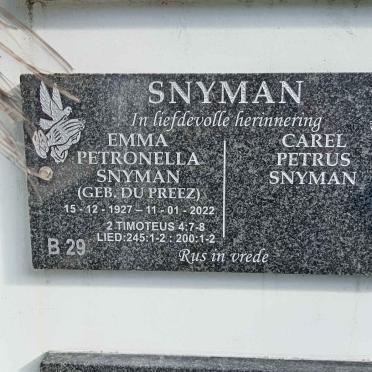 SNYMAN
In liefdevolle herinnering
EMMA
PETRONELLA
SNYMAN
(GEB. DU PREEZ)
15 - 12 - 1927 – 11 - 01 - 2022
2 TIMOTEUS 4:7-8
LIED:245:1-2 : 200:1-2
CAREL
PETRUS
SNYMAN
B 29
Rus in vrede